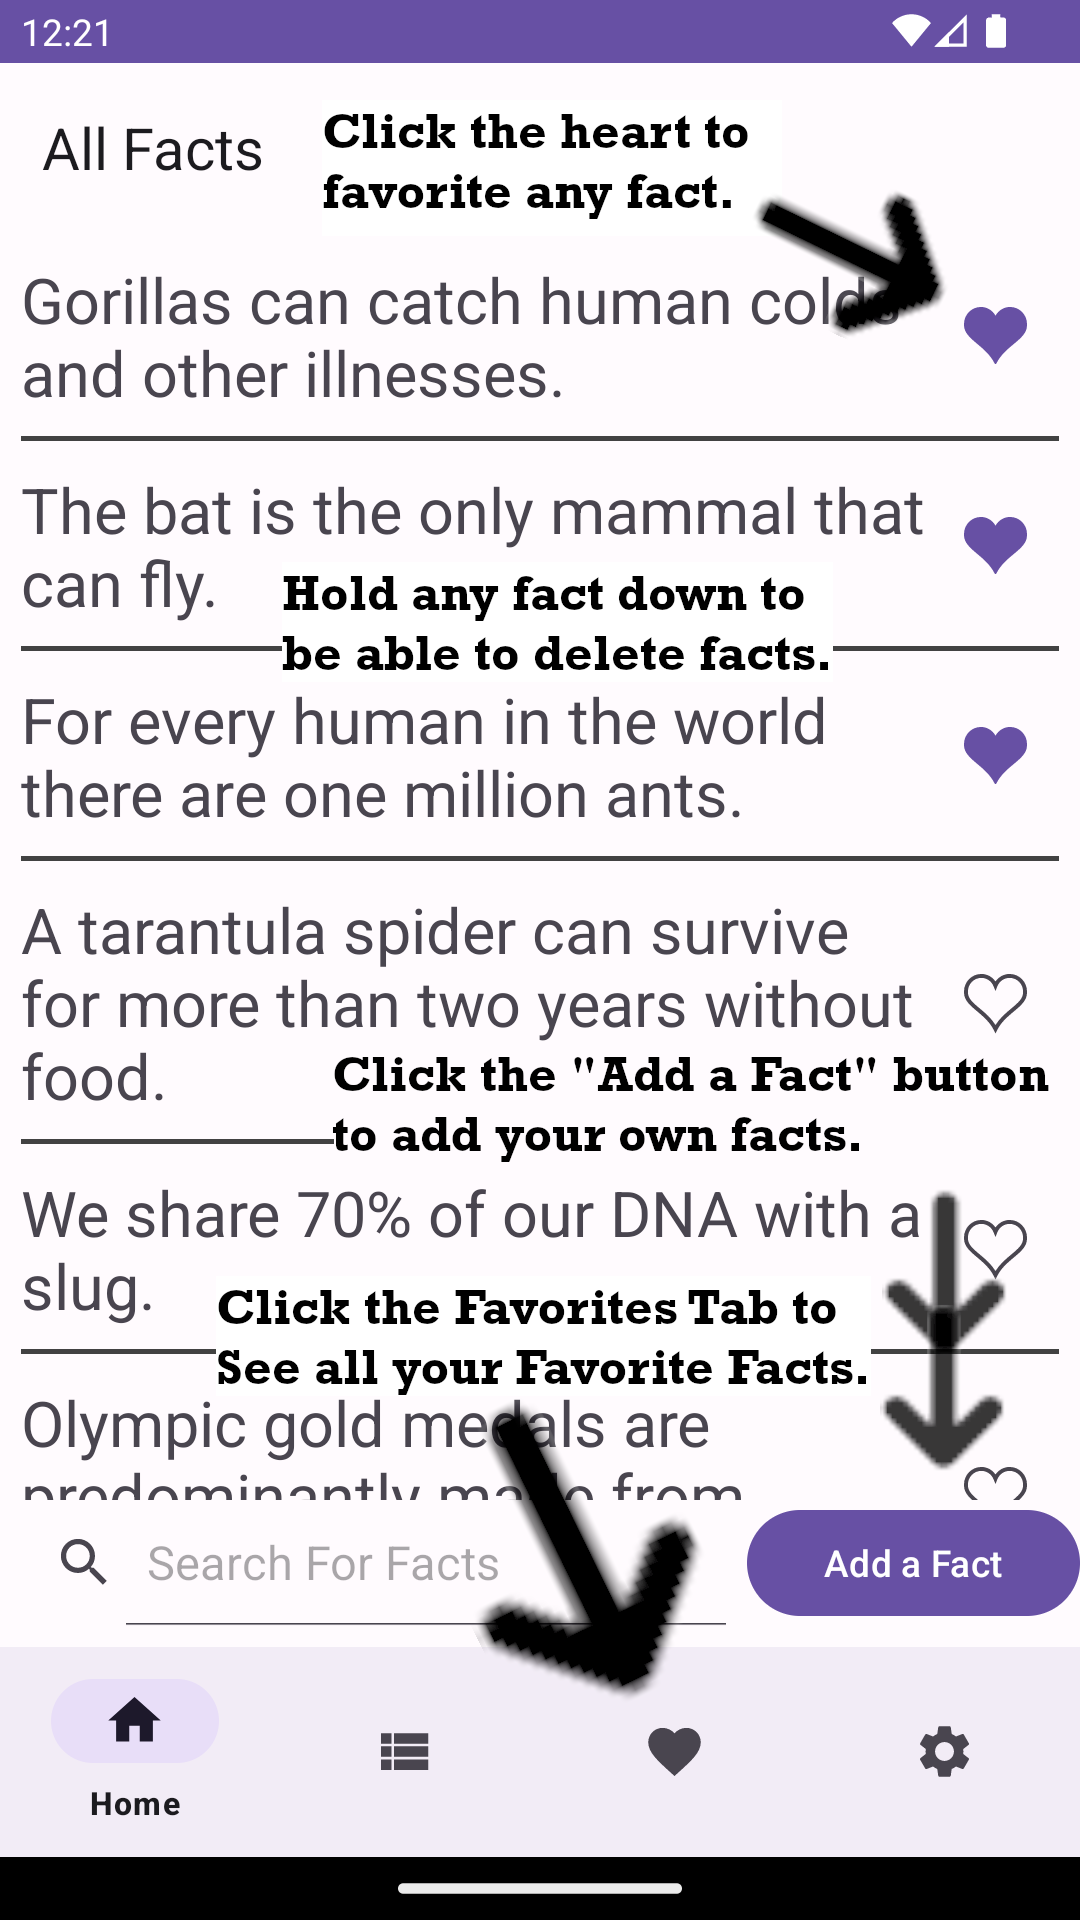 12:21
All Facts
Click the heart to
favorite any fact.
Gorillas can catch human colds
and other illnesses.
The bat is the only mammal that
can fly.
Hold any fact down to
be able to delete facts.
For every human in the world
there are one million ants.
A tarantula spider can survive
for more than two years without
food.
Click the "Add a Fact" button
to add your own facts.
We share 70% of our DNA with a
slug.
Click the Favorites Tab to
See all your Favorite Facts.
Olympic gold medals are
predominantly made from
Search For Facts
Add a Fact
Home